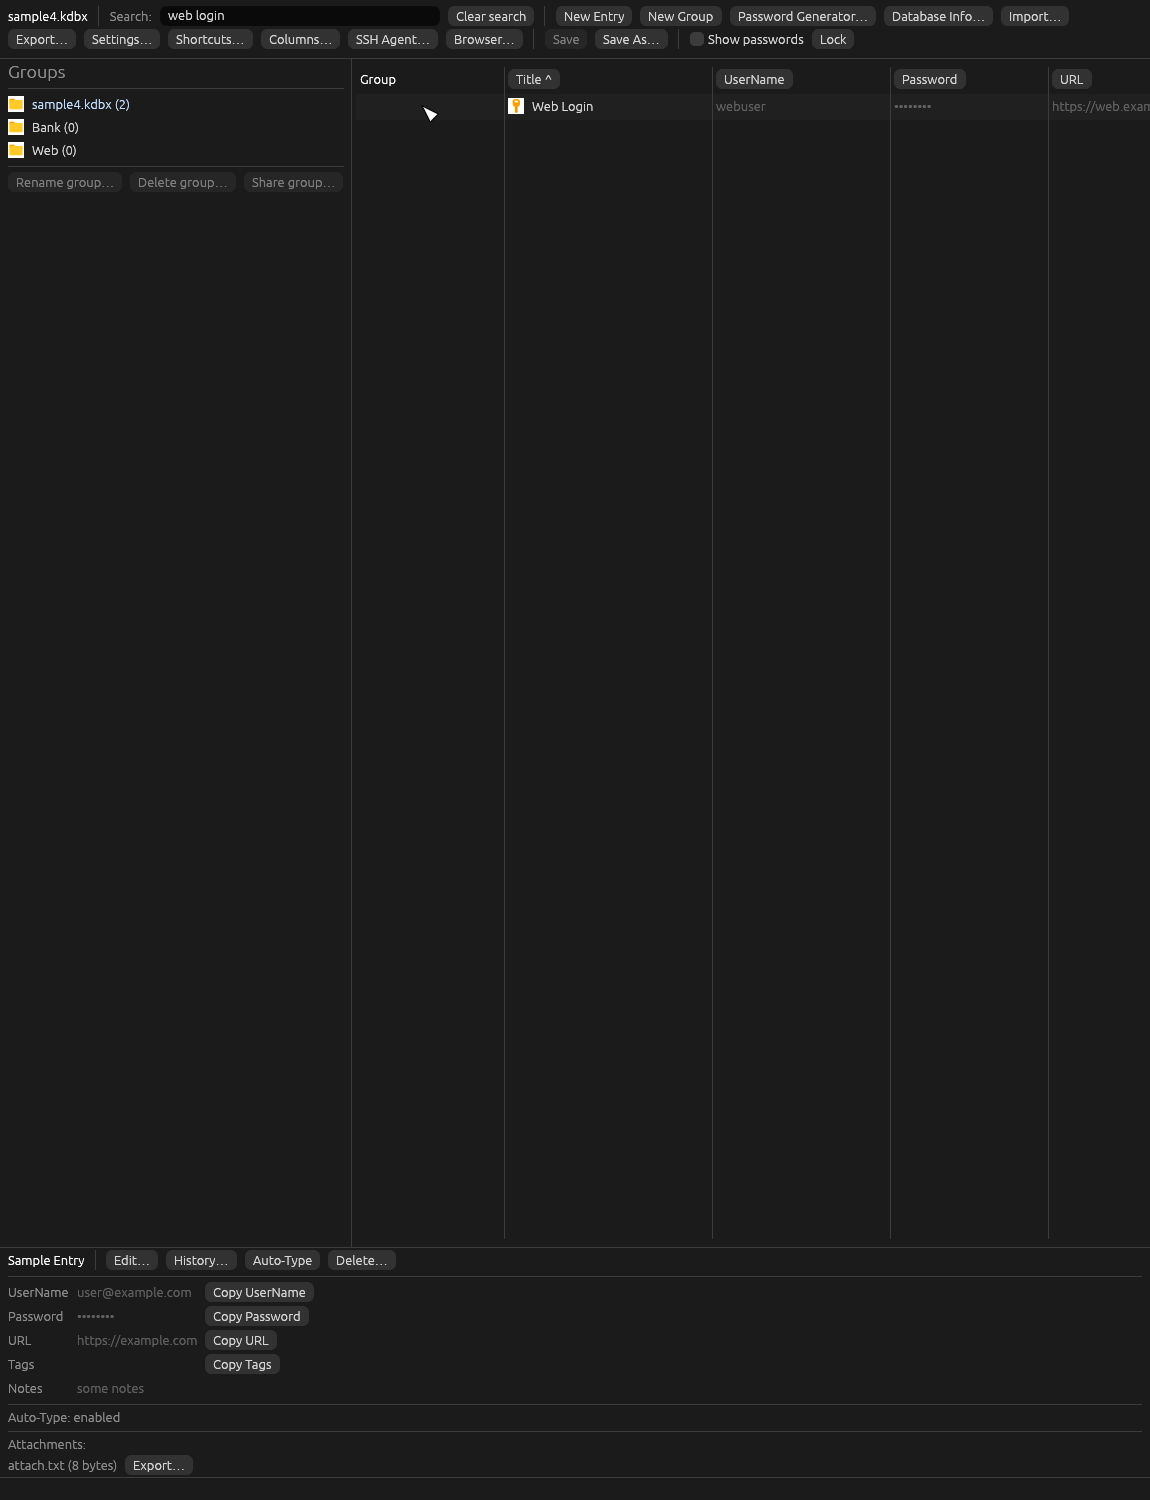 sample4.kdbx Search: web login Clear search New Entry New Group Password Generator... Database Info... Import...
Export... Settings... Shortcuts... Columns... SSH Agent... Browser... Save Save As... Show passwords Lock
Groups
Group Title ^ UserName Password URL
sample4.kdbx (2)
Web Login webuser •••••••• https://web.exam
Bank (0)
Web (0)
Rename group... Delete group... Share group...
Sample Entry Edit... History... Auto-Type Delete...
UserName user@example.com Copy UserName
Password •••••••• Copy Password
URL https://example.com Copy URL
Tags Copy Tags
Notes some notes
Auto-Type: enabled
Attachments:
attach.txt (8 bytes) Export...